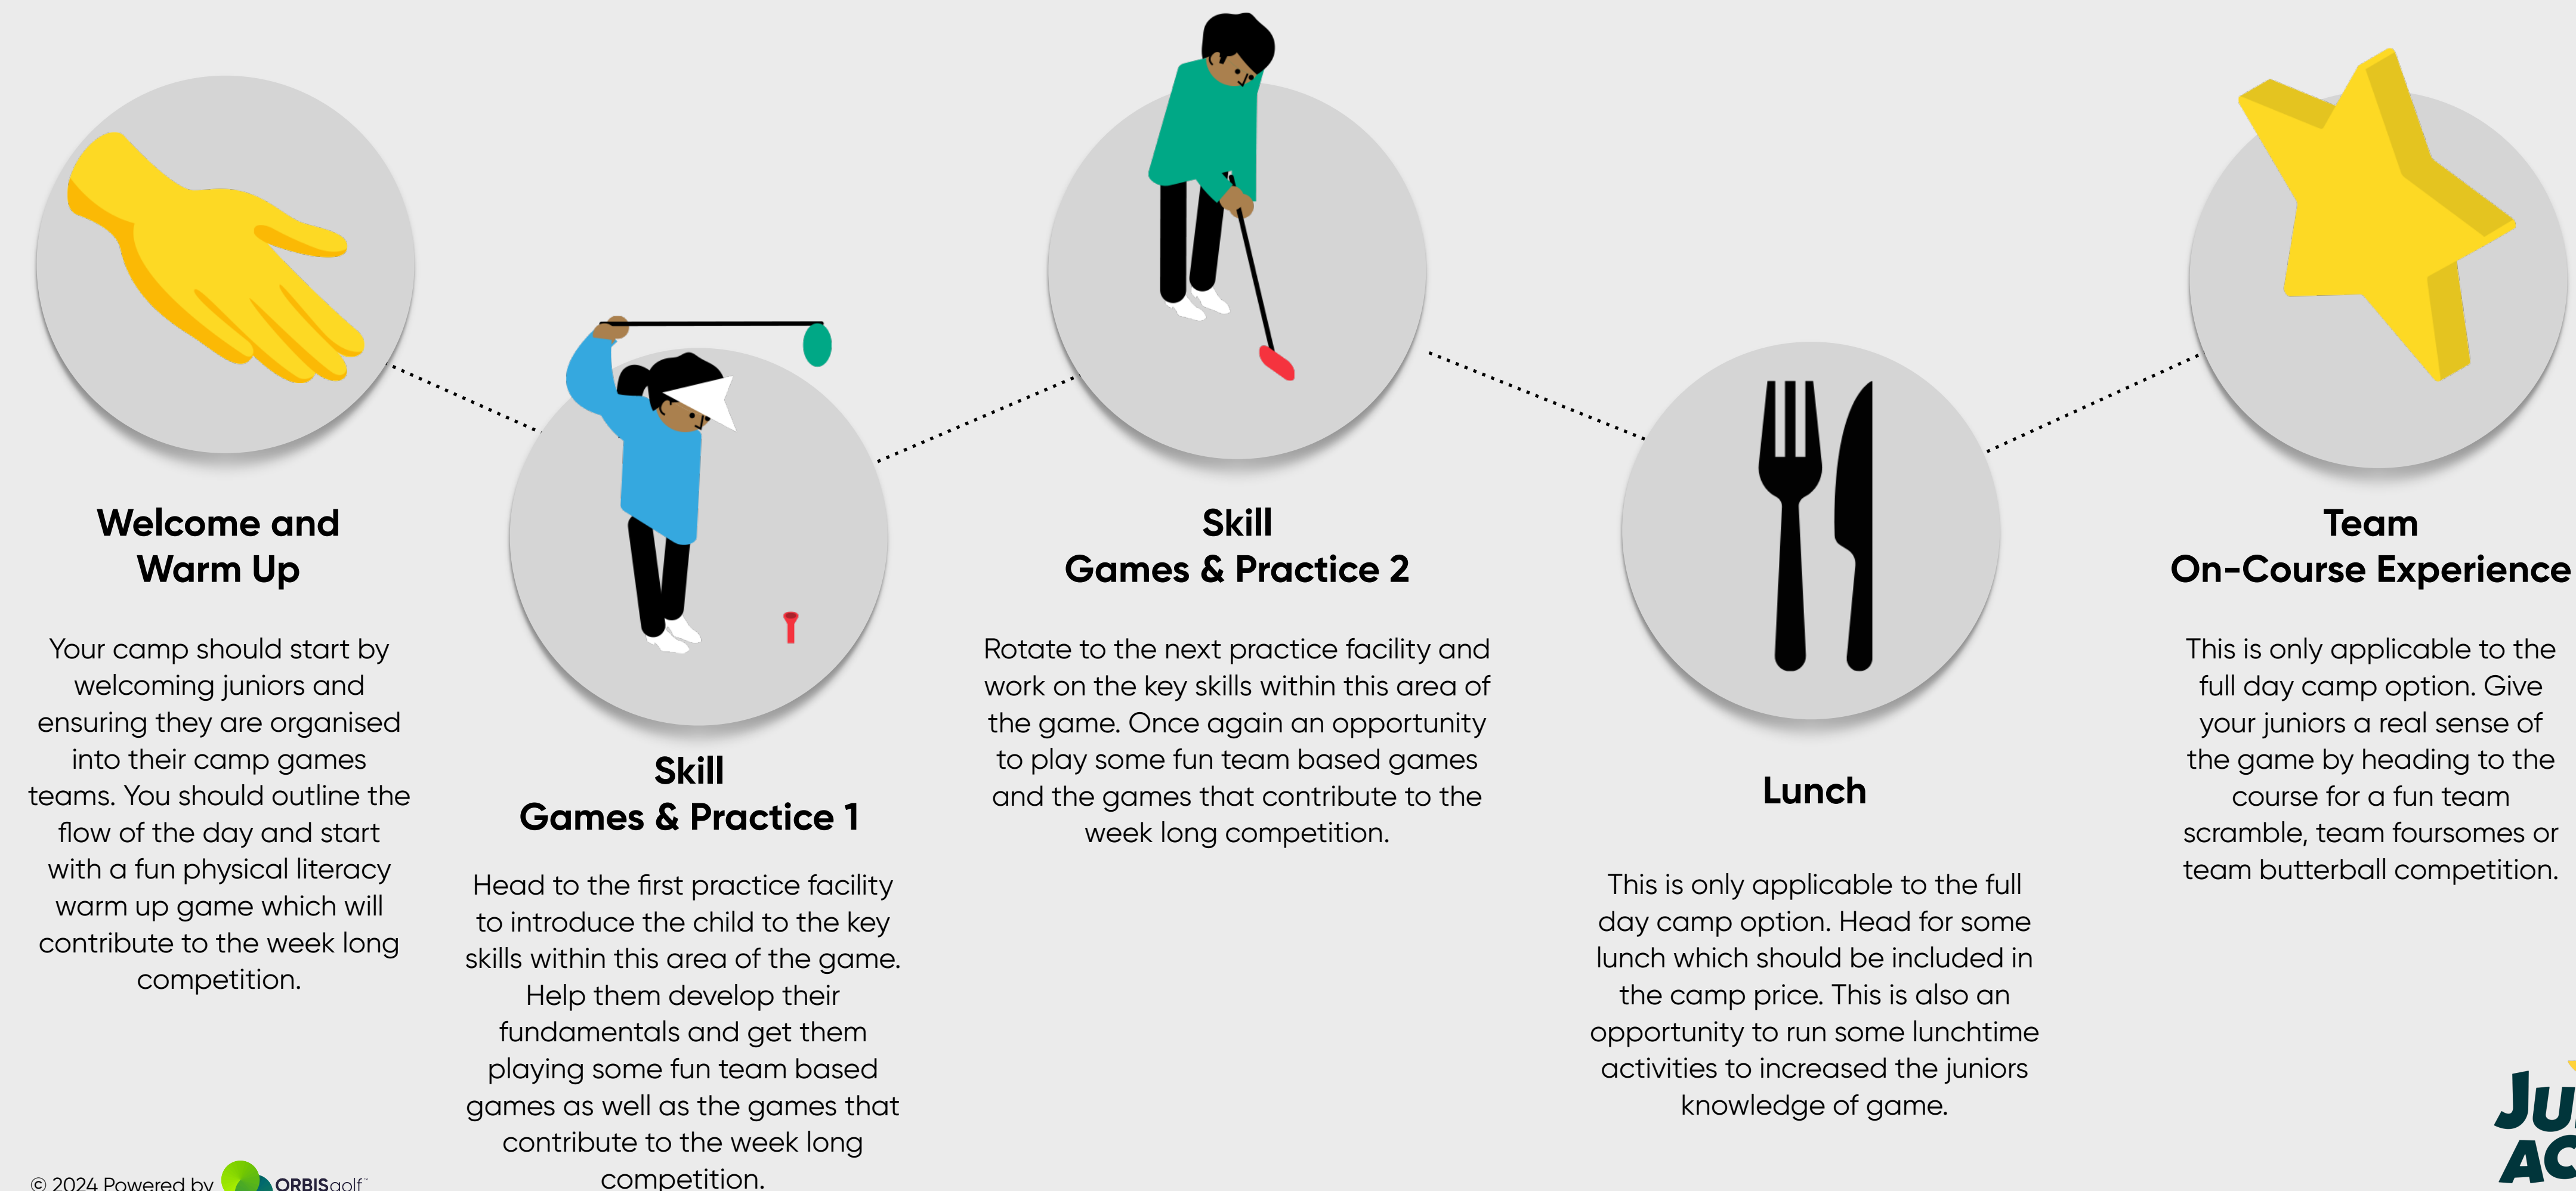 Welcome and
Warm Up
Your camp should start by
welcoming juniors and
ensuring they are organised
into their camp games
teams. You should outline the
flow of the day and start
with a fun physical literacy
warm up game which will
contribute to the week long
competition.
Skill
Games & Practice 1
Head to the first practice facility
to introduce the child to the key
skills within this area of the game.
Help them develop their
fundamentals and get them
playing some fun team based
games as well as the games that
contribute to the week long
competition.
Skill
Games & Practice 2
Rotate to the next practice facility and
work on the key skills within this area of
the game. Once again an opportunity
to play some fun team based games
and the games that contribute to the
week long competition.
Lunch
This is only applicable to the full
day camp option. Head for some
lunch which should be included in
the camp price. This is also an
opportunity to run some lunchtime
activities to increased the juniors
knowledge of game.
Team
On-Course Experience
This is only applicable to the
full day camp option. Give
your juniors a real sense of
the game by heading to the
course for a fun team
scramble, team foursomes or
team butterball competition.
© 2024 Powered by ORBISgolf™